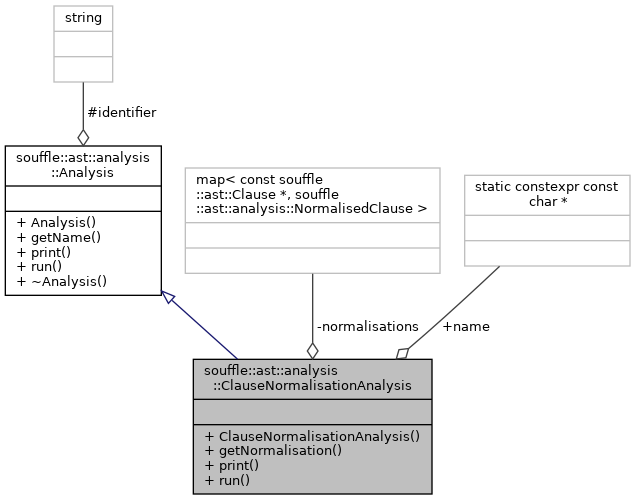 string
#identifier
souffle::ast::analysis
::Analysis
+ Analysis()
+ getName()
+ print()
+ run()
+ ~Analysis()
map< const souffle
::ast::Clause *, souffle
::ast::analysis::NormalisedClause >
static constexpr const
char *
-normalisations
+name
souffle::ast::analysis
::ClauseNormalisationAnalysis
+ ClauseNormalisationAnalysis()
+ getNormalisation()
+ print()
+ run()